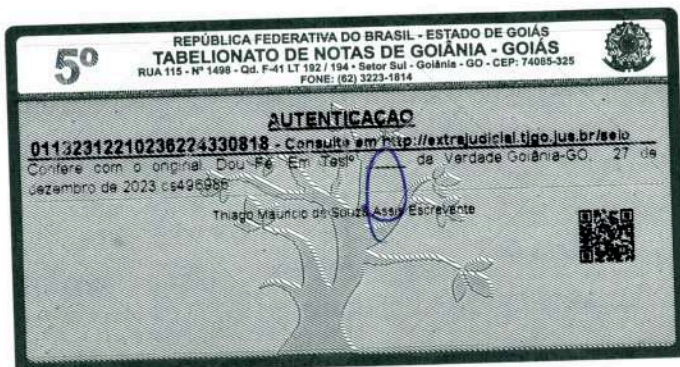 5º
REPÚBLICA FEDERATIVA DO BRASIL - ESTADO DE GOIÁS
TABELIONATO DE NOTAS DE GOIÂNIA - GOIÁS
RUA 115 - Nº 1498 - Qd. F-41 LT 192 / 194 • Setor Sul - Goiânia - GO - CEP: 74085-325
FONE: (62) 3223-1814
AUTENTICAÇÃO
01132312210236224330818 - Consulte em http://extrajudicial.tjgo.jus.br/selo
Confere com o original Dou Fé Em Testº ____ da Verdade Goiânia-GO, 27 de
dezembro de 2023 cs496986
Thiago Mauricio de Souza Assis Escrevente